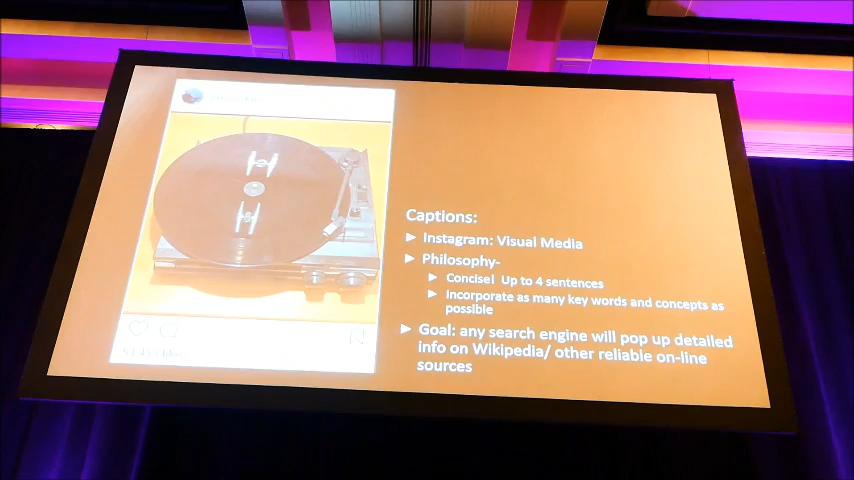 Captions:
Instagram: Visual Media
Philosophy-
Concise! Up to 4 sentences
Incorporate as many key words and concepts as
possible
Goal: any search engine will pop up detailed
info on Wikipedia/ other reliable on-line
sources